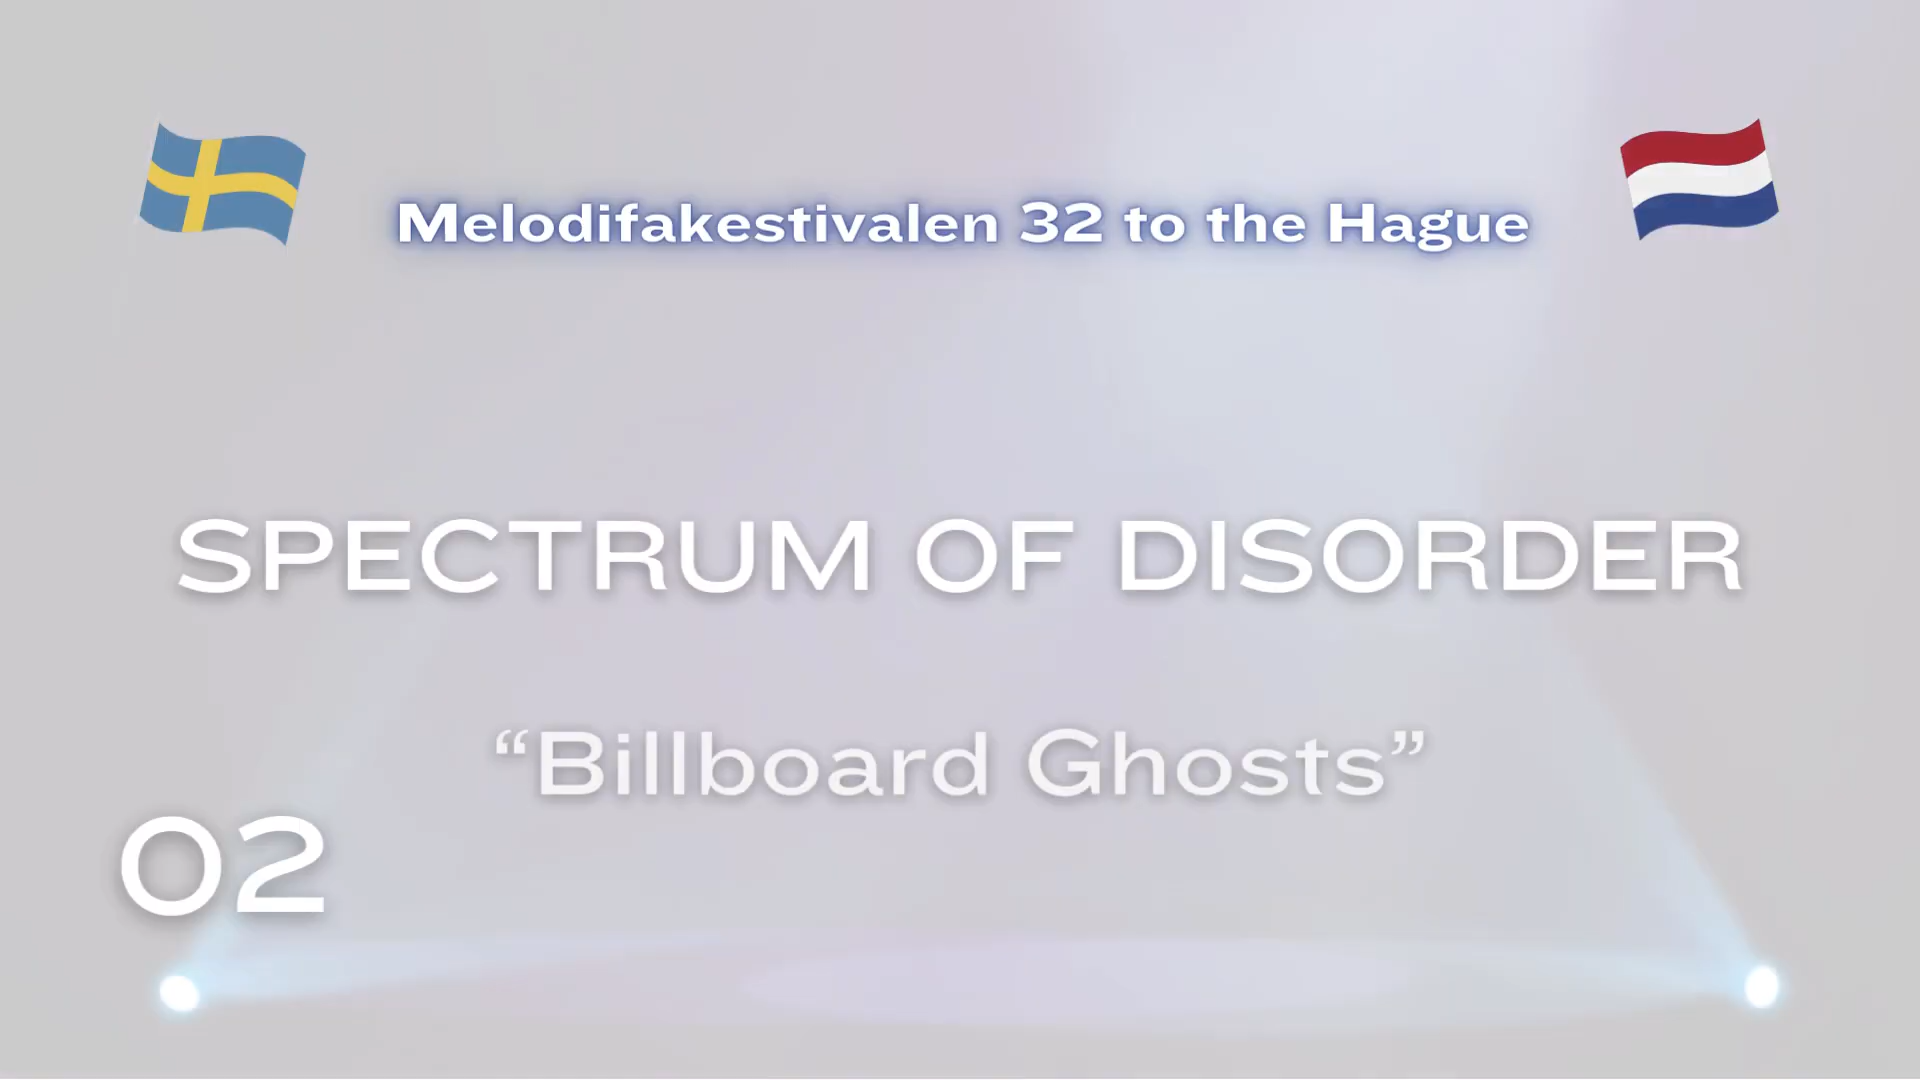 Melodifakestivalen 32 to the Hague
SPECTRUM OF DISORDER
“Billboard Ghosts”
02